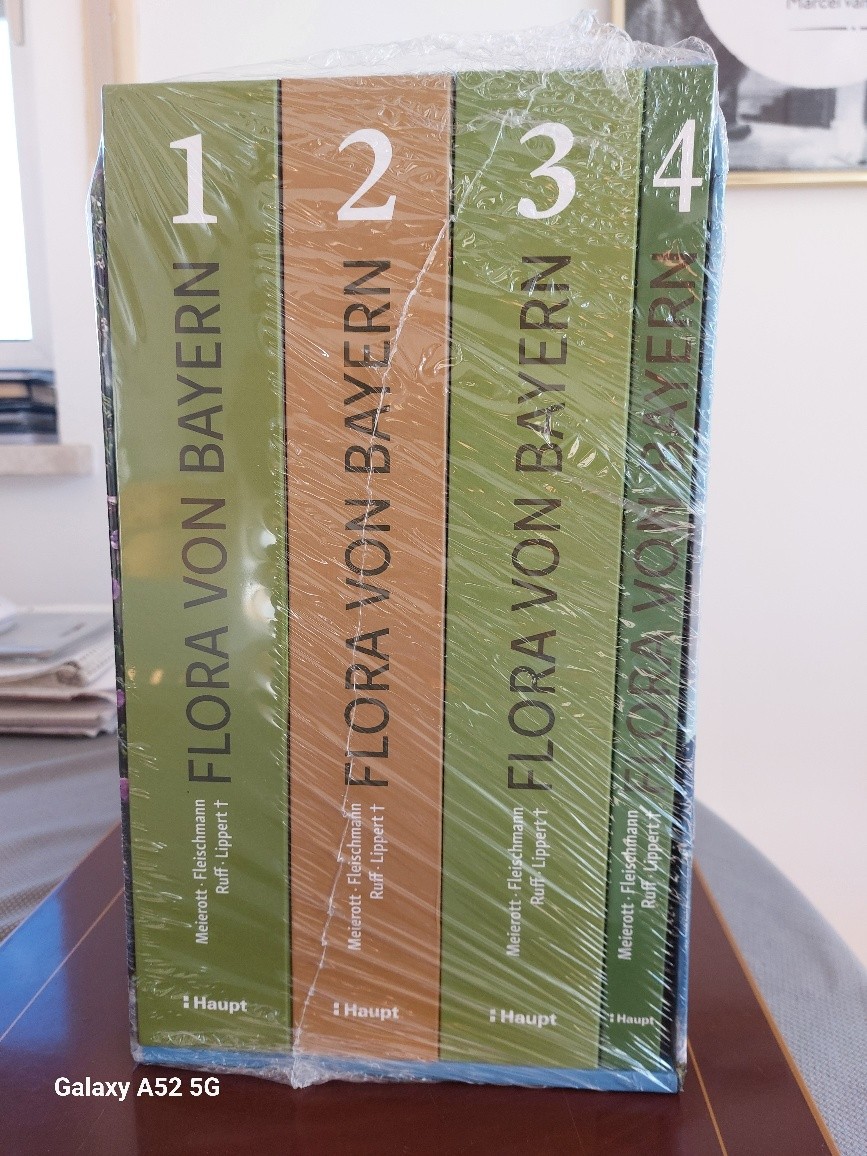 Marcel van
1
FLORA VON BAYERN
Meierott · Fleischmann
Ruff · Lippert †
Haupt
2
FLORA VON BAYERN
Meierott · Fleischmann
Ruff · Lippert †
Haupt
3
FLORA VON BAYERN
Meierott · Fleischmann
Ruff · Lippert †
Haupt
4
FLORA VON BAYERN
Meierott · Fleischmann
Ruff · Lippert †
Haupt
Galaxy A52 5G